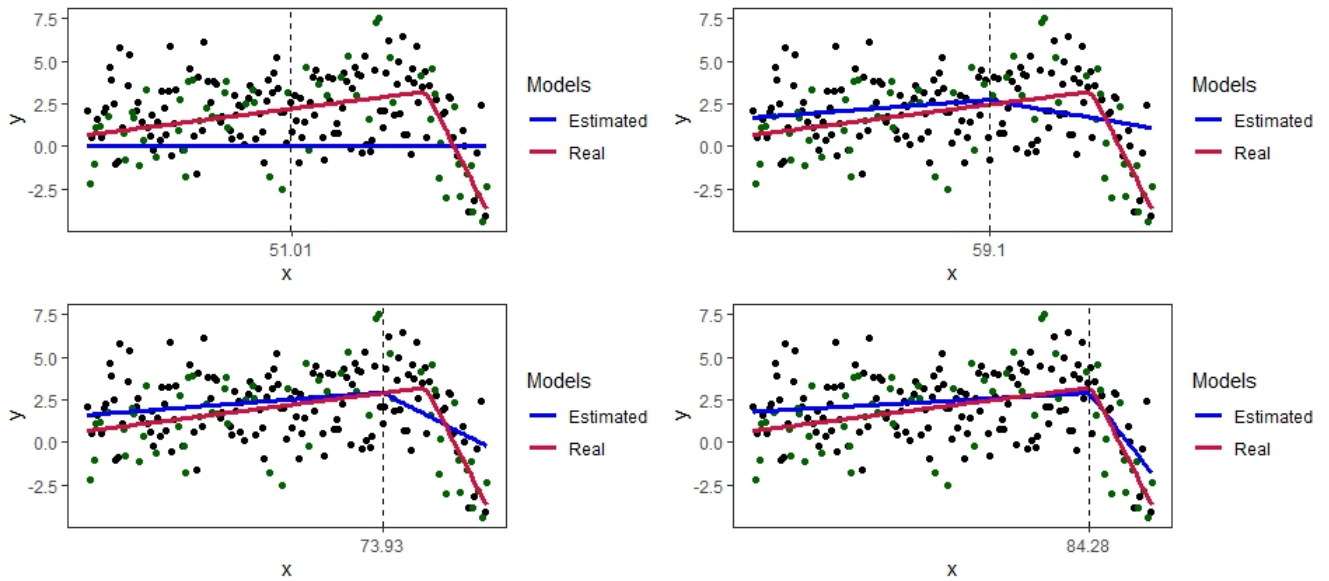 7.5
5.0
2.5
0.0
-2.5
y
51.01
x
Models
Estimated
Real
7.5
5.0
2.5
0.0
-2.5
y
59.1
x
Models
Estimated
Real
7.5
5.0
2.5
0.0
-2.5
y
73.93
x
Models
Estimated
Real
7.5
5.0
2.5
0.0
-2.5
y
84.28
x
Models
Estimated
Real